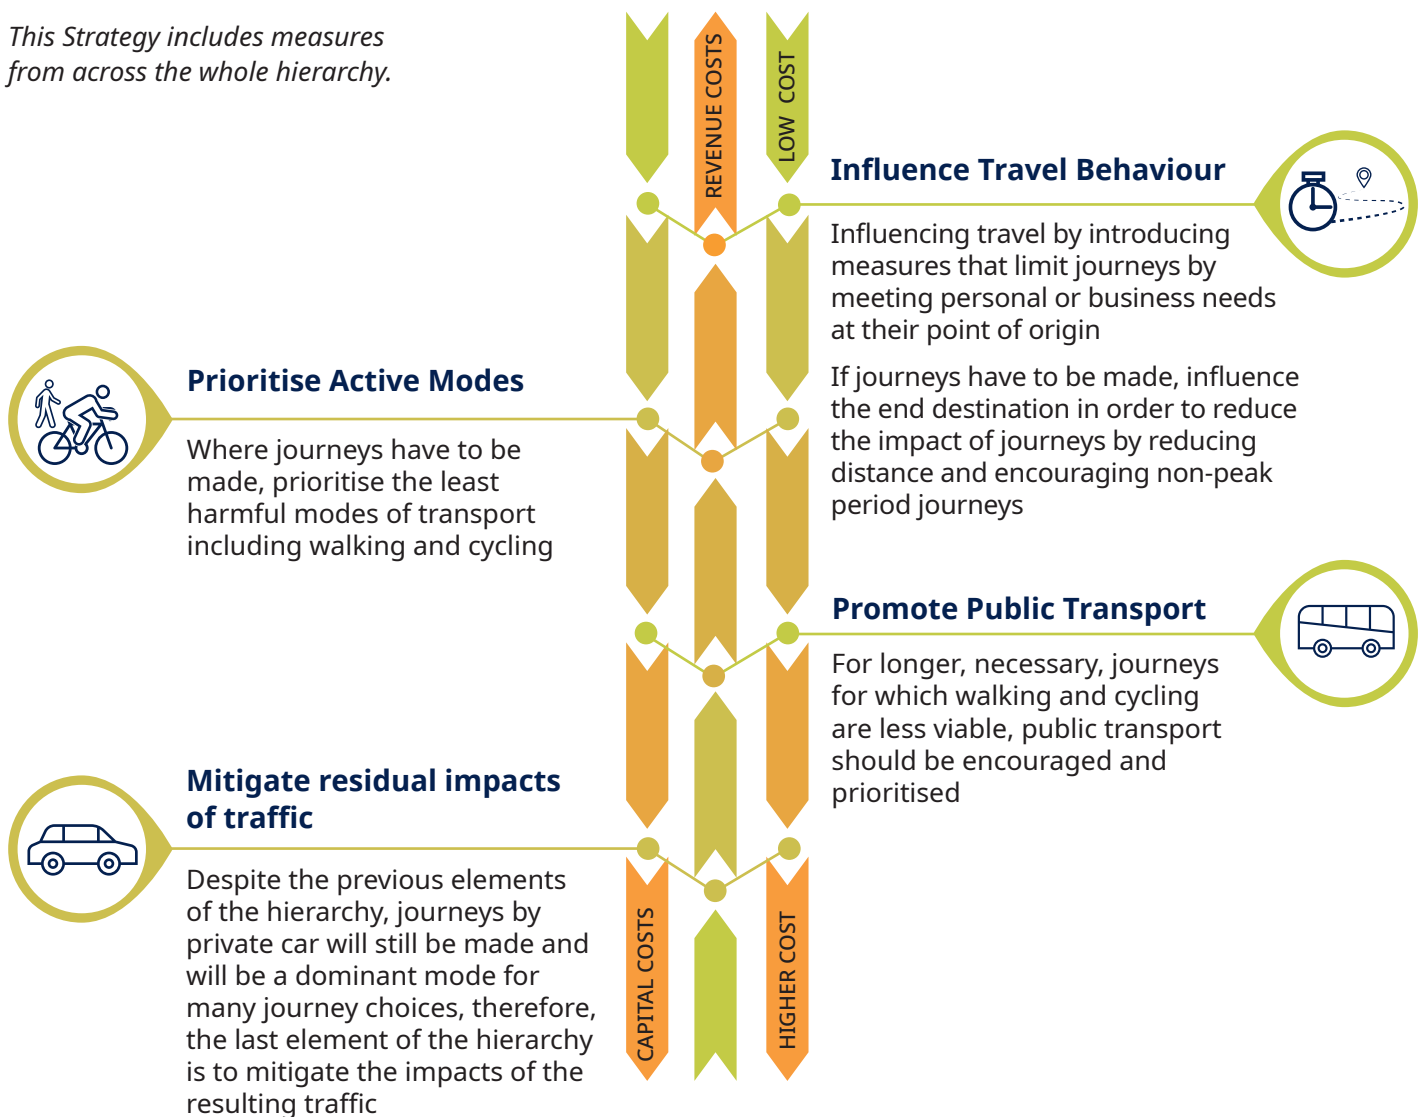 This Strategy includes measures
from across the whole hierarchy.
REVENUE COSTS
LOW COST
Influence Travel Behaviour
Influencing travel by introducing
measures that limit journeys by
meeting personal or business needs
at their point of origin
If journeys have to be made, influence
the end destination in order to reduce
the impact of journeys by reducing
distance and encouraging non-peak
period journeys
Prioritise Active Modes
Where journeys have to be
made, prioritise the least
harmful modes of transport
including walking and cycling
Promote Public Transport
For longer, necessary, journeys
for which walking and cycling
are less viable, public transport
should be encouraged and
prioritised
Mitigate residual impacts
of traffic
Despite the previous elements
of the hierarchy, journeys by
private car will still be made and
will be a dominant mode for
many journey choices, therefore,
the last element of the hierarchy
is to mitigate the impacts of the
resulting traffic
CAPITAL COSTS
HIGHER COST